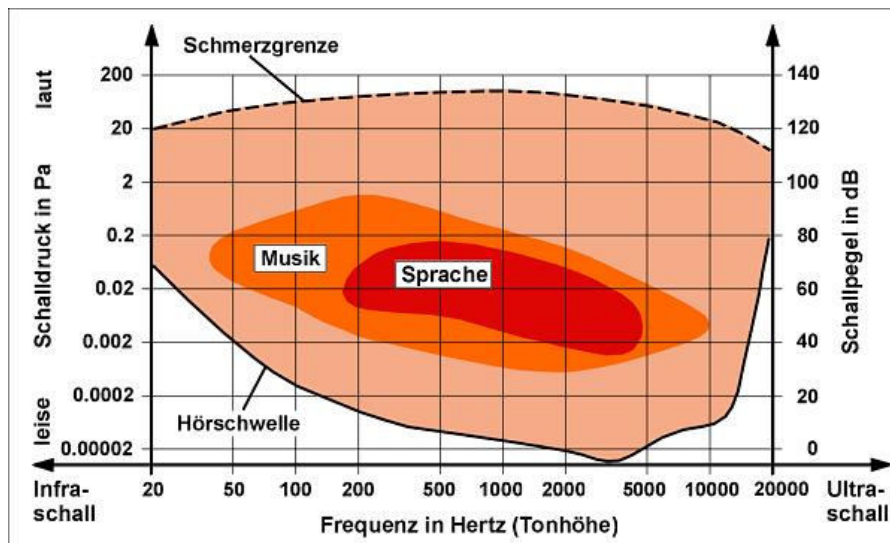 Schmerzgrenze
laut
200
20
2
0.2
0.02
0.002
0.0002
0.00002
leise
Schalldruck in Pa
140
120
100
80
60
40
20
0
Schallpegel in dB
Musik
Sprache
Hörschwelle
Infra-
schall
20
50
100
200
500
1000
2000
5000
10000
20000
Ultra-
schall
Frequenz in Hertz (Tonhöhe)